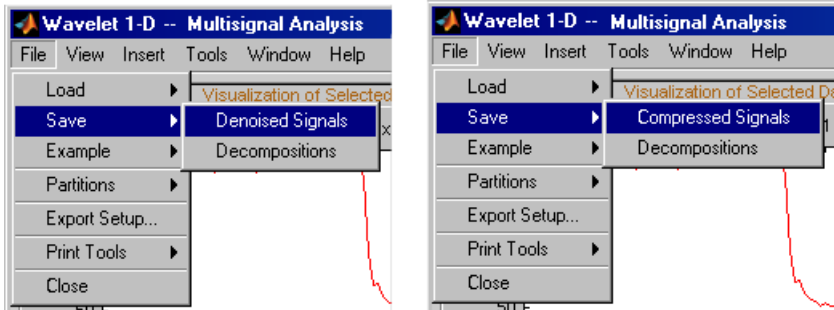 Wavelet 1-D -- Multisignal Analysis
File View Insert Tools Window Help
Load
Visualization of Selected
Save
Denoised Signals
Example
Decompositions
Partitions
Export Setup...
Print Tools
Close
Wavelet 1-D -- Multisignal Analysis
File View Insert Tools Window Help
Load
Visualization of Selected Da
Save
Compressed Signals
Example
Decompositions
Partitions
Export Setup...
Print Tools
Close